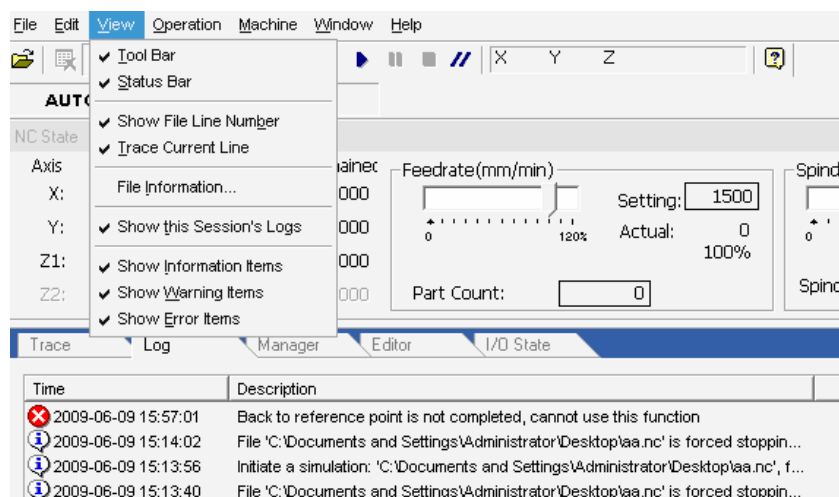 File Edit View Operation Machine Window Help
X Y Z
Tool Bar
Status Bar
Show File Line Number
Trace Current Line
File Information...
Show this Session's Logs
Show Information Items
Show Warning Items
Show Error Items
NC State
Axis
X:
Y:
Z1:
Z2:
000
000
000
000
Feedrate(mm/min)
0 120%
Setting: 1500
Actual: 0
100%
Part Count: 0
0
Trace Log Manager Editor I/O State
Time Description
2009-06-09 15:57:01 Back to reference point is not completed, cannot use this function
2009-06-09 15:14:02 File 'C:\Documents and Settings\Administrator\Desktop\aa.nc' is forced stoppin...
2009-06-09 15:13:56 Initiate a simulation: 'C:\Documents and Settings\Administrator\Desktop\aa.nc', f...
2009-06-09 15:13:40 File 'C:\Documents and Settings\Administrator\Desktop\aa.nc' is forced stoppin...